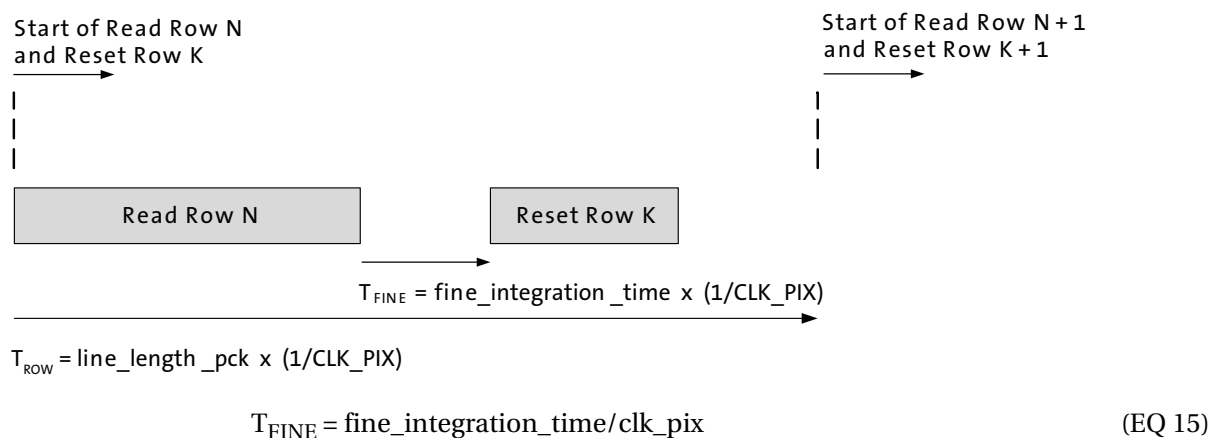 Start of Read Row N
and Reset Row K
Start of Read Row N + 1
and Reset Row K + 1
Read Row N
Reset Row K
T_FINE = fine_integration _time x (1/CLK_PIX)
T_ROW = line_length _pck x (1/CLK_PIX)
T_FINE = fine_integration_time/clk_pix (EQ 15)